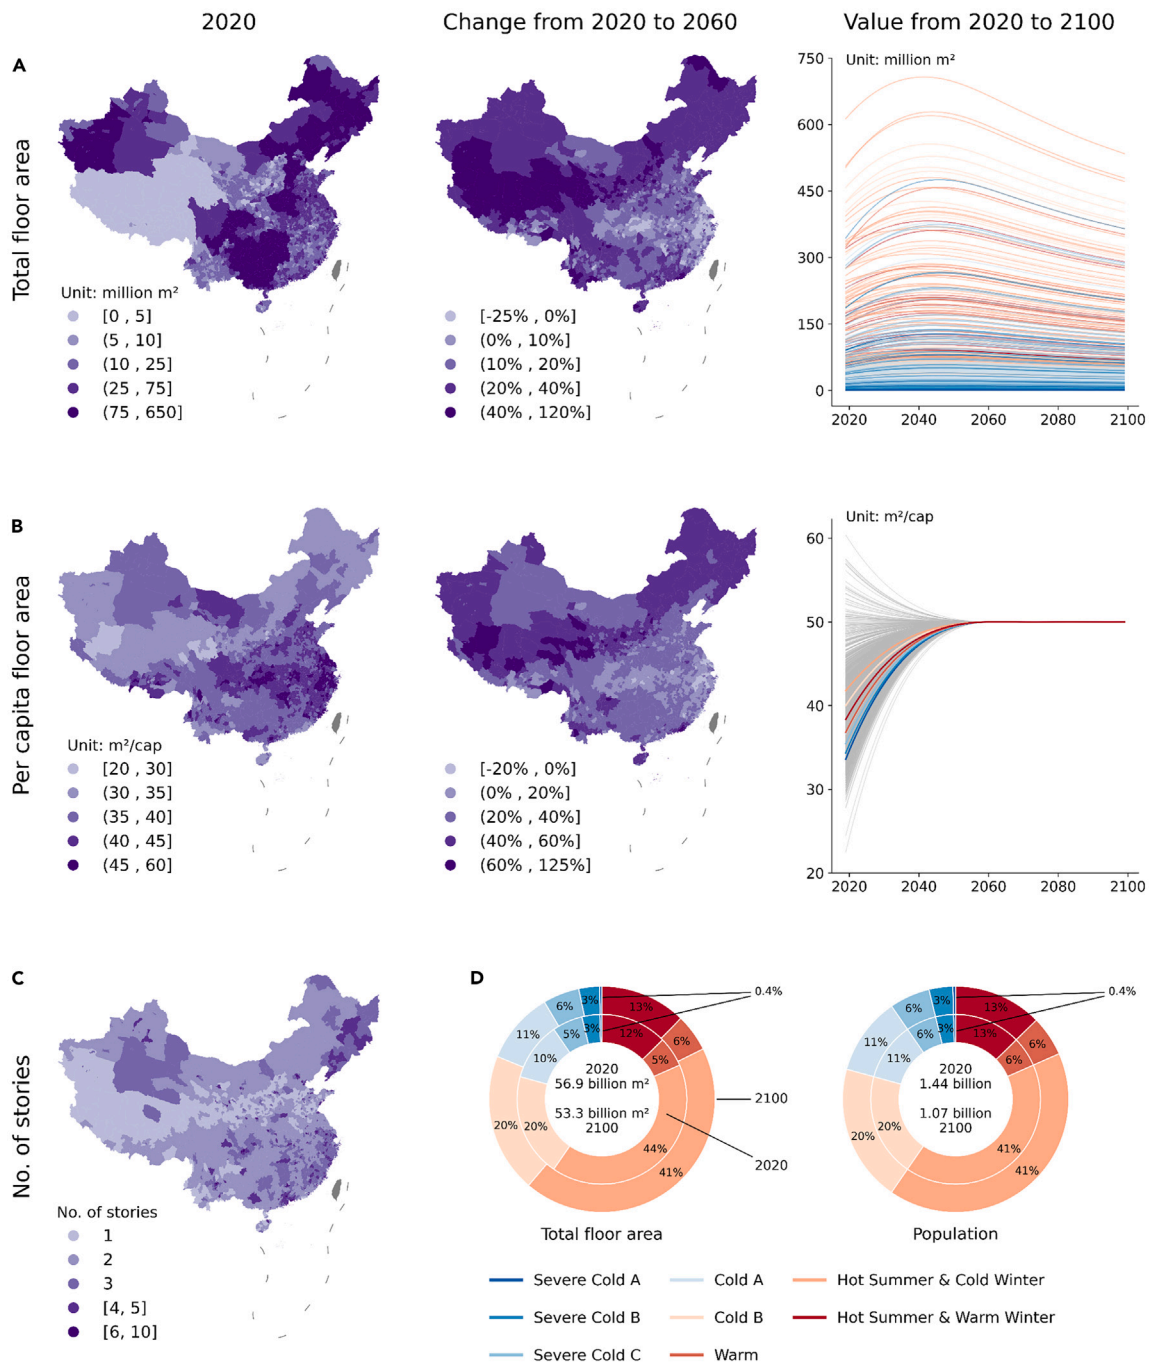 2020
Change from 2020 to 2060
Value from 2020 to 2100
A
Total floor area
Unit: million m²
[0 , 5]
(5 , 10]
(10 , 25]
(25 , 75]
(75 , 650]
[-25% , 0%]
(0% , 10%]
(10% , 20%]
(20% , 40%]
(40% , 120%]
Unit: million m²
750
600
450
300
150
0
2020 2040 2060 2080 2100
B
Per capita floor area
Unit: m²/cap
[20 , 30]
(30 , 35]
(35 , 40]
(40 , 45]
(45 , 60]
[-20% , 0%]
(0% , 20%]
(20% , 40%]
(40% , 60%]
(60% , 125%]
Unit: m²/cap
60
50
40
30
20
2020 2040 2060 2080 2100
C
No. of stories
No. of stories
1
2
3
[4, 5]
[6, 10]
D
6% 3% 13% 0.4%
11% 5% 3% 12% 6%
10% 5%
2020
56.9 billion m²
53.3 billion m²
2100
20% 20% 44% 41%
2100
2020
Total floor area
6% 3% 13% 0.4%
11% 6% 3% 13% 6%
11% 6%
2020
1.44 billion
1.07 billion
2100
20% 20% 41% 41%
Population
Severe Cold A
Cold A
Hot Summer & Cold Winter
Severe Cold B
Cold B
Hot Summer & Warm Winter
Severe Cold C
Warm